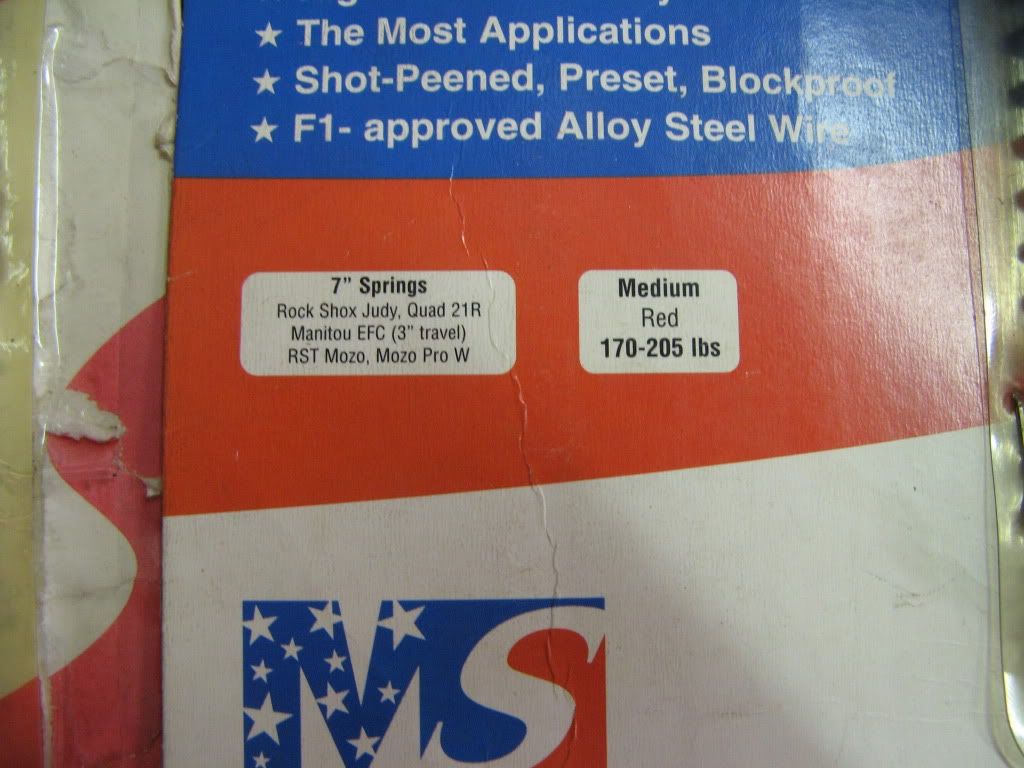 ★ The Most Applications
★ Shot-Peened, Preset, Blockproof
★ F1- approved Alloy Steel Wire
7" Springs
Rock Shox Judy, Quad 21R
Manitou EFC (3" travel)
RST Mozo, Mozo Pro W
Medium
Red
170-205 lbs
MS